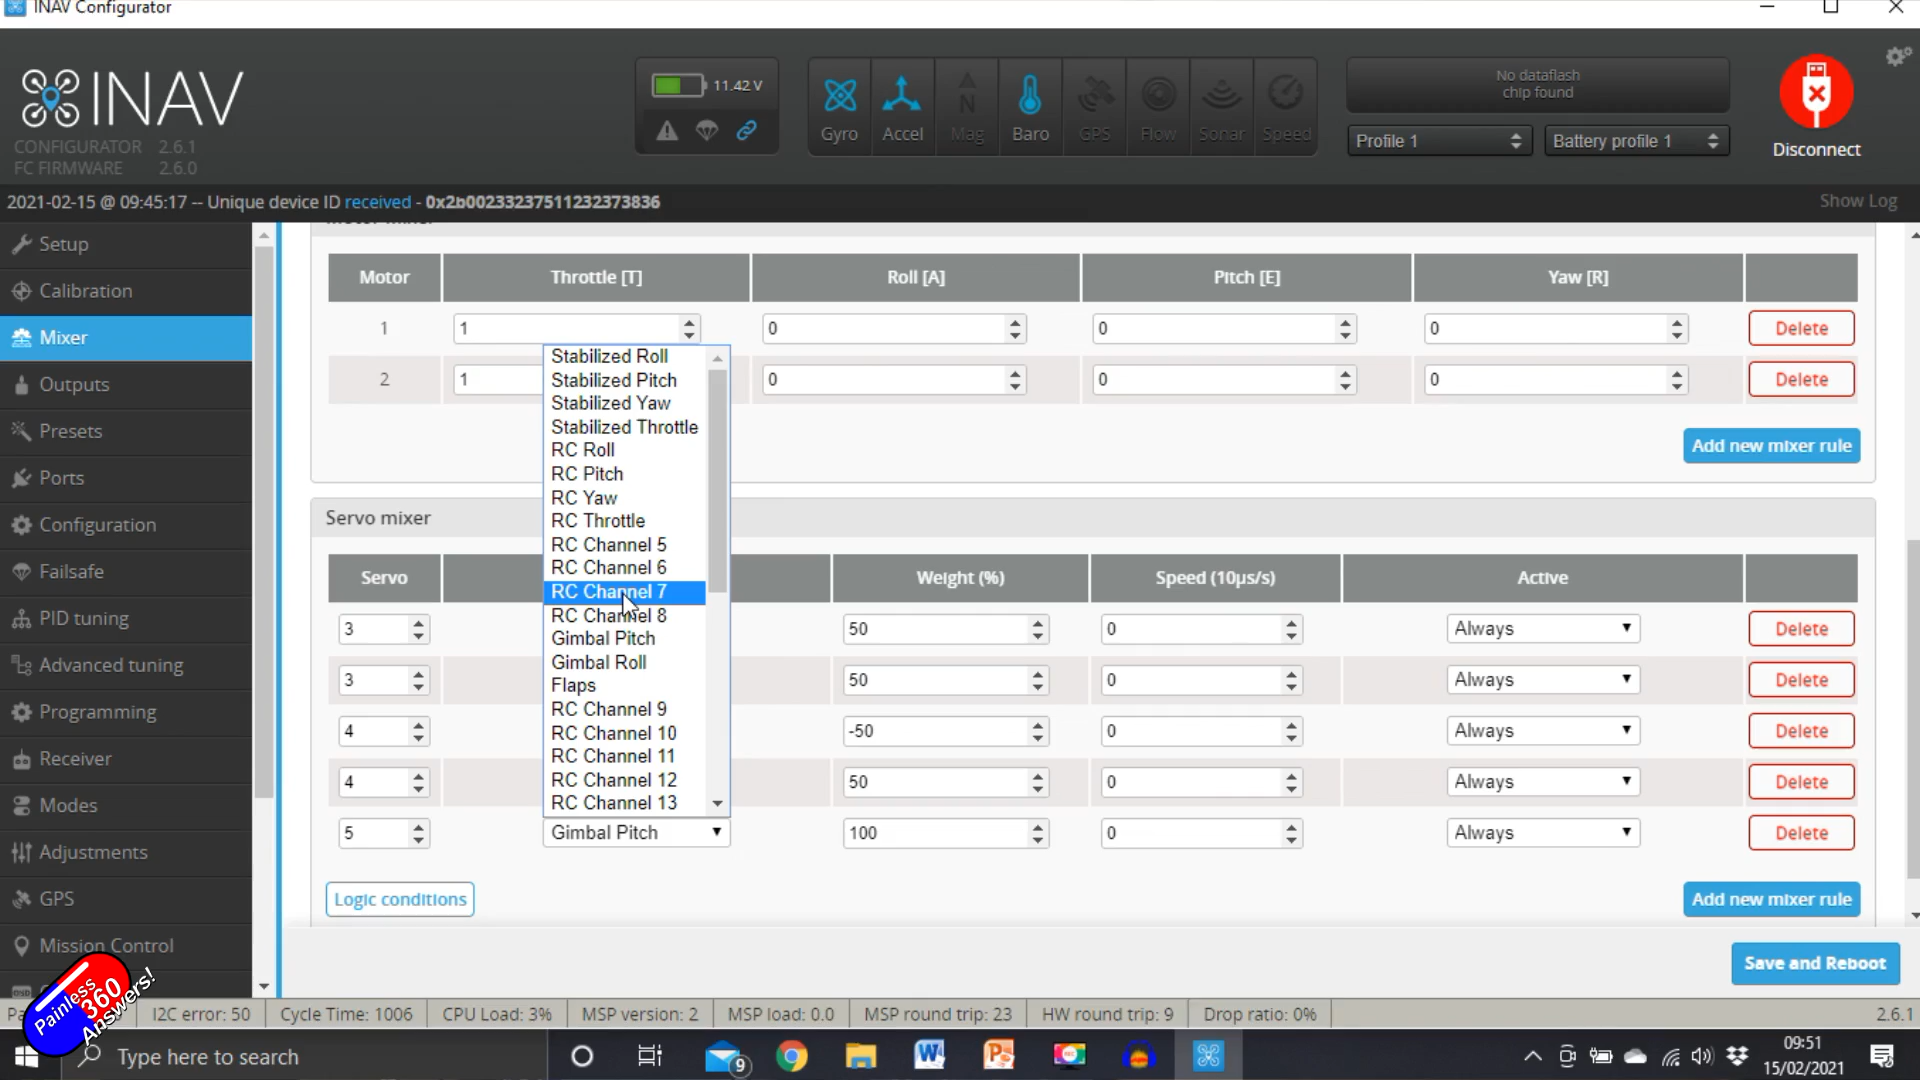 INAV Configurator
INAV
CONFIGURATOR 2.6.1
FC FIRMWARE 2.6.0
11.42 V
Gyro
Accel
Mag
Baro
GPS
Flow
Sonar
Speed
No dataflash
chip found
Profile 1
Battery profile 1
Disconnect
2021-02-15 @ 09:45:17 -- Unique device ID received - 0x2b00233237511232373836
Show Log
Setup
Calibration
Mixer
Outputs
Presets
Ports
Configuration
Failsafe
PID tuning
Advanced tuning
Programming
Receiver
Modes
Adjustments
GPS
Mission Control
Motor Mixer
Motor Throttle [T] Roll [A] Pitch [E] Yaw [R]
1 1 0 0 0 Delete
2 1 0 0 0 Delete
Add new mixer rule
Stabilized Roll
Stabilized Pitch
Stabilized Yaw
Stabilized Throttle
RC Roll
RC Pitch
RC Yaw
RC Throttle
RC Channel 5
RC Channel 6
RC Channel 7
RC Channel 8
Gimbal Pitch
Gimbal Roll
Flaps
RC Channel 9
RC Channel 10
RC Channel 11
RC Channel 12
RC Channel 13
Servo mixer
Servo Weight (%) Speed (10µs/s) Active
3 50 0 Always Delete
3 50 0 Always Delete
4 -50 0 Always Delete
4 50 0 Always Delete
5 Gimbal Pitch 100 0 Always Delete
Logic conditions
Add new mixer rule
Save and Reboot
Painless
360
Answers!
I2C error: 50 Cycle Time: 1006 CPU Load: 3% MSP version: 2 MSP load: 0.0 MSP round trip: 23 HW round trip: 9 Drop ratio: 0% 2.6.1
Type here to search
9
09:51
15/02/2021